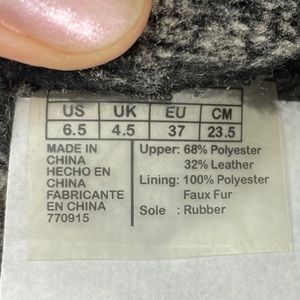 US UK EU CM
6.5 4.5 37 23.5
MADE IN
CHINA
HECHO EN
CHINA
FABRICANTE
EN CHINA
770915
Upper: 68% Polyester
32% Leather
Lining: 100% Polyester
Faux Fur
Sole : Rubber